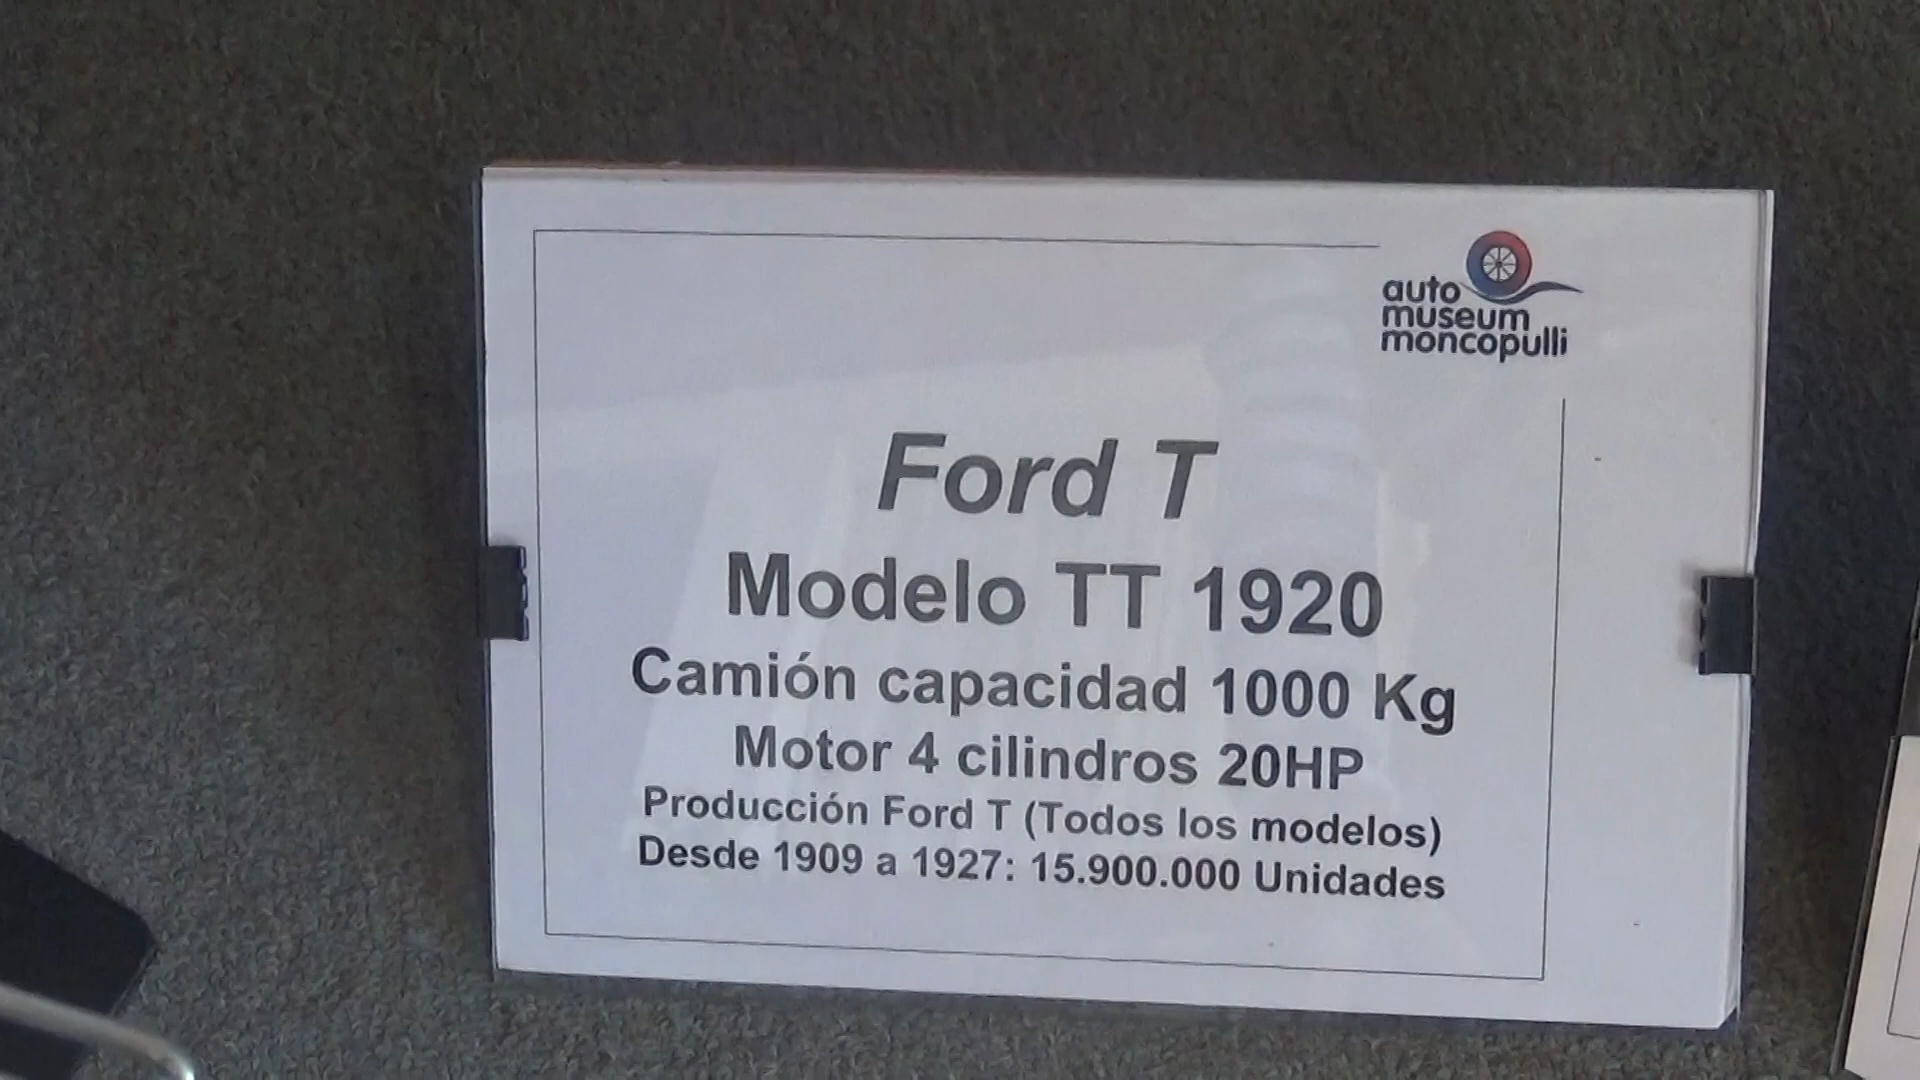 auto
museum
moncopulli
Ford T
Modelo TT 1920
Camión capacidad 1000 Kg
Motor 4 cilindros 20HP
Producción Ford T (Todos los modelos)
Desde 1909 a 1927: 15.900.000 Unidades